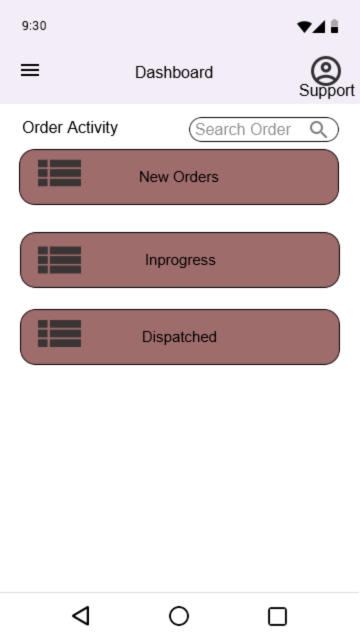 9:30
Dashboard
Support
Order Activity
Search Order
New Orders
Inprogress
Dispatched